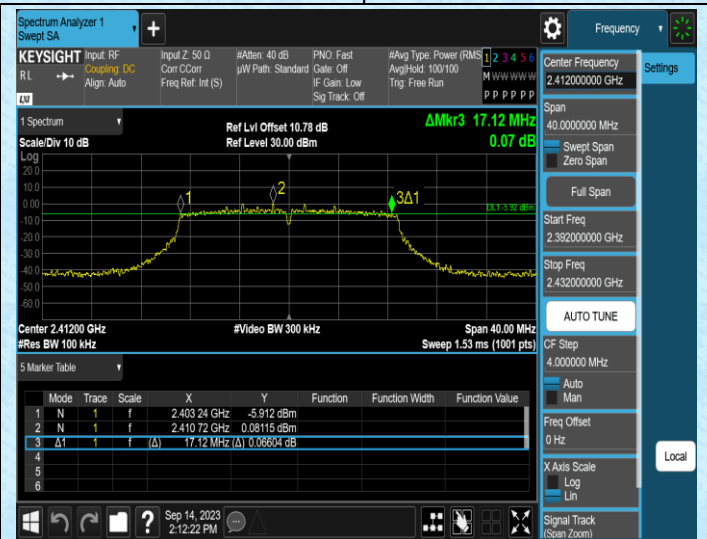 Spectrum Analyzer 1
Swept SA
+
Frequency
KEYSIGHT
RL
LXI
Input: RF
Coupling: DC
Align: Auto
Input Z: 50 Ω
Corr CCorr
Freq Ref: Int (S)
#Atten: 40 dB
µW Path: Standard
PNO: Fast
Gate: Off
IF Gain: Low
Sig Track: Off
#Avg Type: Power (RMS
Avg|Hold: 100/100
Trig: Free Run
1 2 3 4 5 6
M W W W W W
P P P P P P
1 Spectrum
Scale/Div 10 dB
Ref Lvl Offset 10.78 dB
Ref Level 30.00 dBm
ΔMkr3 17.12 MHz
0.07 dB
Log
20.0
10.0
0.00
-10.0
-20.0
-30.0
-40.0
-50.0
-60.0
1
2
3Δ1
DL1 -5.92 dBm
Center 2.41200 GHz
#Res BW 100 kHz
#Video BW 300 kHz
Span 40.00 MHz
Sweep 1.53 ms (1001 pts)
5 Marker Table
Mode Trace Scale X Y Function Function Width Function Value
1 N 1 f 2.403 24 GHz -5.912 dBm
2 N 1 f 2.410 72 GHz 0.08115 dBm
3 Δ1 1 f (Δ) 17.12 MHz (Δ) 0.06604 dB
4
5
6
Sep 14, 2023
2:12:22 PM
?
Center Frequency
2.412000000 GHz
Span
40.0000000 MHz
Swept Span
Zero Span
Full Span
Start Freq
2.392000000 GHz
Stop Freq
2.432000000 GHz
AUTO TUNE
CF Step
4.000000 MHz
Auto
Man
Freq Offset
0 Hz
X Axis Scale
Log
Lin
Signal Track
(Span Zoom)
Settings
Local